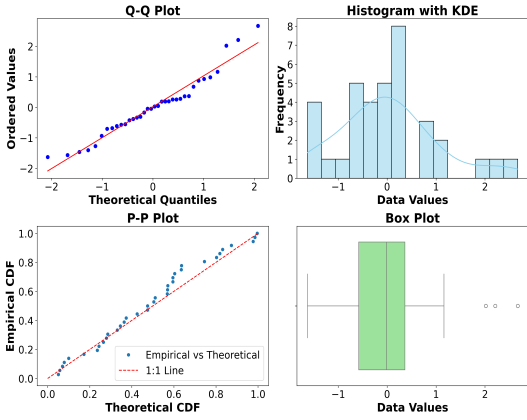 Q-Q Plot
Ordered Values
2
1
0
−1
−2
−2 −1 0 1 2
Theoretical Quantiles
Histogram with KDE
Frequency
8
7
6
5
4
3
2
1
0
−1 0 1 2
Data Values
P-P Plot
Empirical CDF
1.0
0.8
0.6
0.4
0.2
0.0
Empirical vs Theoretical
1:1 Line
0.0 0.2 0.4 0.6 0.8 1.0
Theoretical CDF
Box Plot
−1 0 1 2
Data Values